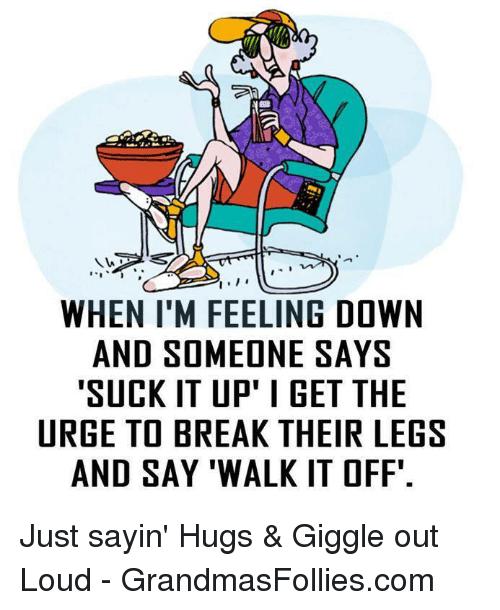 WHEN I'M FEELING DOWN
AND SOMEONE SAYS
'SUCK IT UP' I GET THE
URGE TO BREAK THEIR LEGS
AND SAY 'WALK IT OFF'.
Just sayin' Hugs & Giggle out
Loud - GrandmasFollies.com